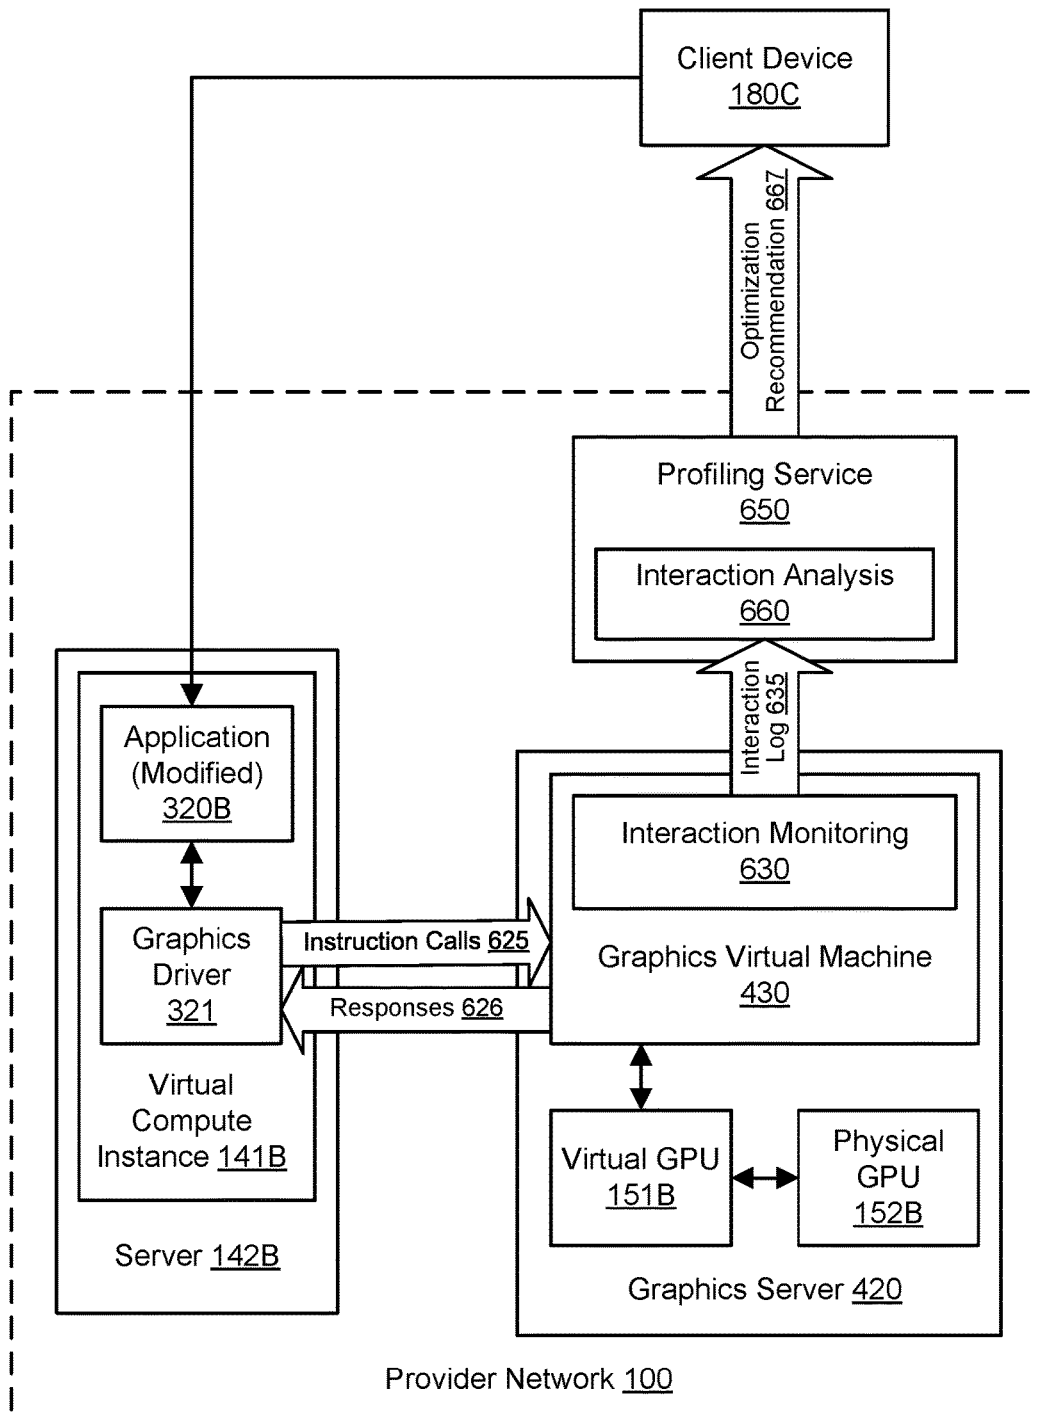 Client Device
180C
Optimization
Recommendation 667
Profiling Service
650
Interaction Analysis
660
Interaction
Log 635
Application
(Modified)
320B
Interaction Monitoring
630
Graphics
Driver
321
Instruction Calls 625
Responses 626
Graphics Virtual Machine
430
Virtual
Compute
Instance 141B
Virtual GPU
151B
Physical
GPU
152B
Server 142B
Graphics Server 420
Provider Network 100